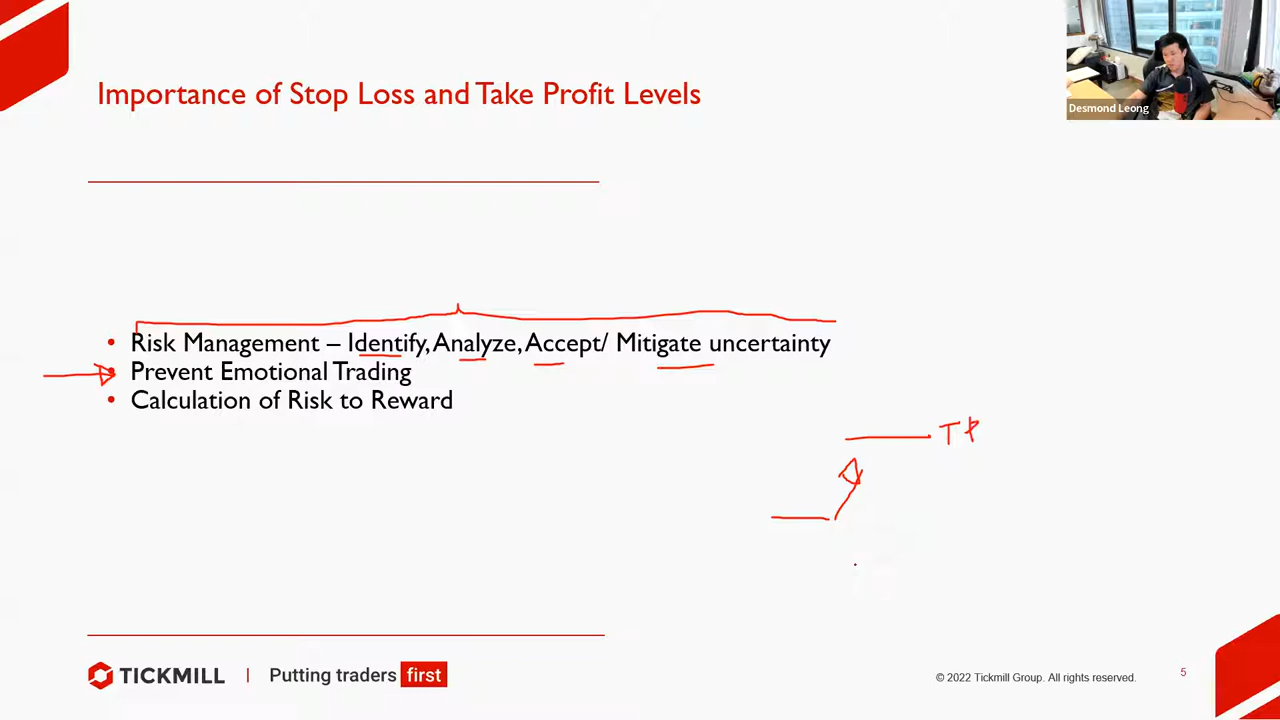 Desmond Leong
Importance of Stop Loss and Take Profit Levels
• Risk Management – Identify, Analyze, Accept/ Mitigate uncertainty
• Prevent Emotional Trading
• Calculation of Risk to Reward
TP
TICKMILL | Putting traders first
© 2022 Tickmill Group. All rights reserved.
5